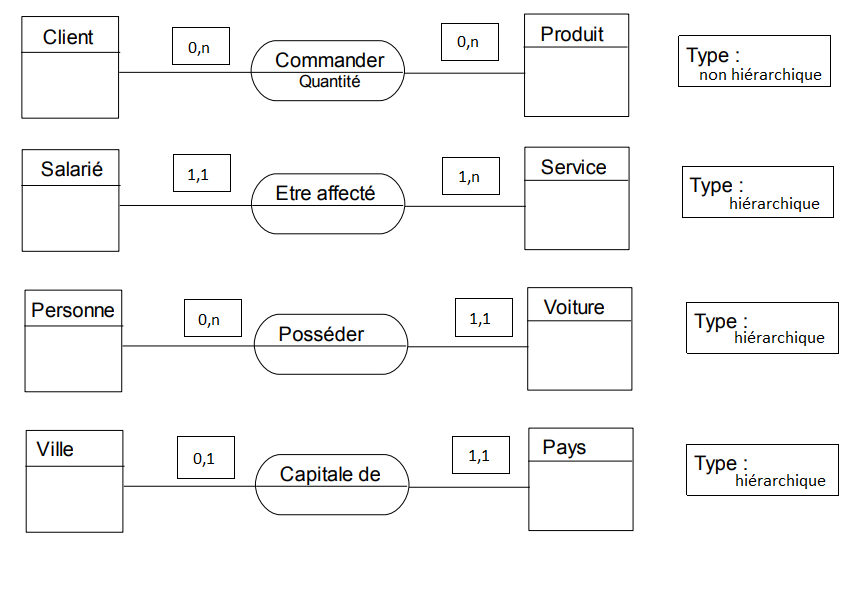 Client
0,n
Commander
Quantité
0,n
Produit
Type :
non hiérarchique
Salarié
1,1
Etre affecté
1,n
Service
Type :
hiérarchique
Personne
0,n
Posséder
1,1
Voiture
Type :
hiérarchique
Ville
0,1
Capitale de
1,1
Pays
Type :
hiérarchique